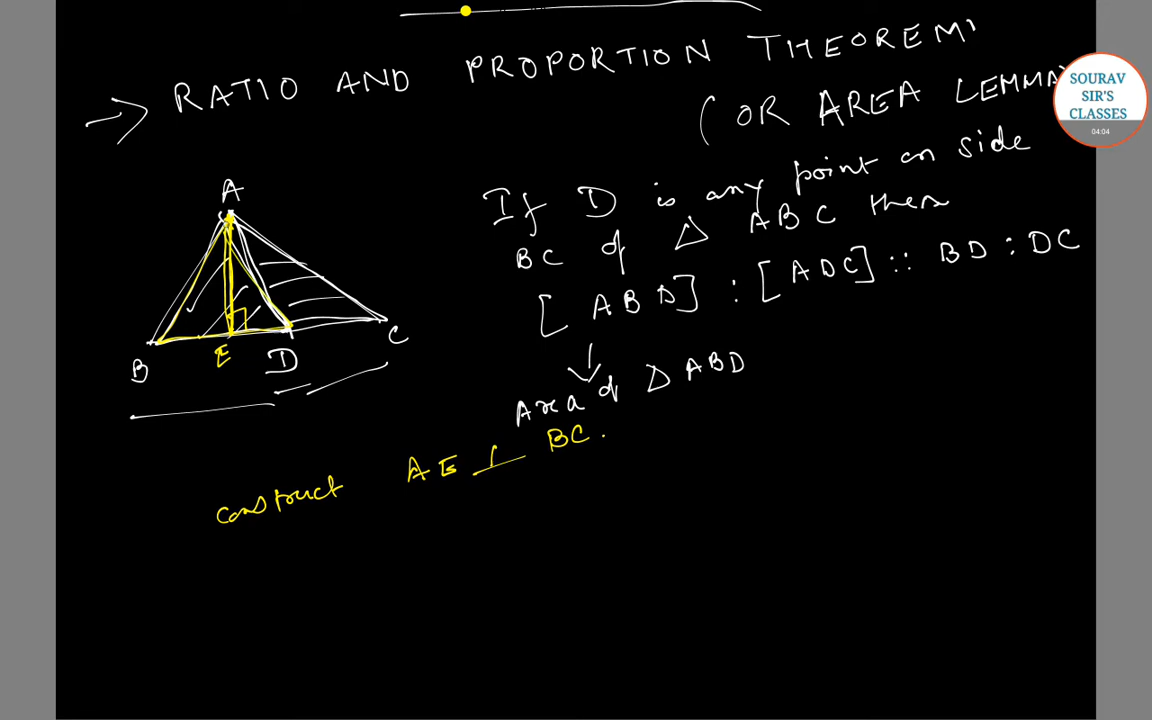 → RATIO AND PROPORTION THEOREM
(OR AREA LEMMA)
SOURAV
SIR'S
CLASSES
04:04
If D is any point on side
BC of △ ABC then
[ABD] : [ADC] :: BD : DC
Area of △ ABD
A
B
E
D
C
construct AE ⊥ BC.